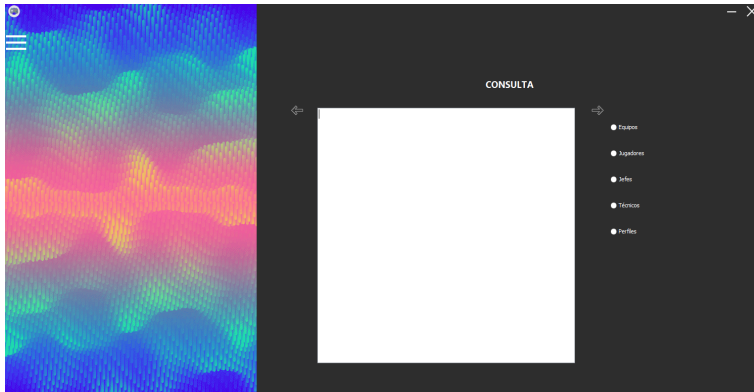 CONSULTA
Equipos
Jugadores
Jefes
Técnicos
Perfiles